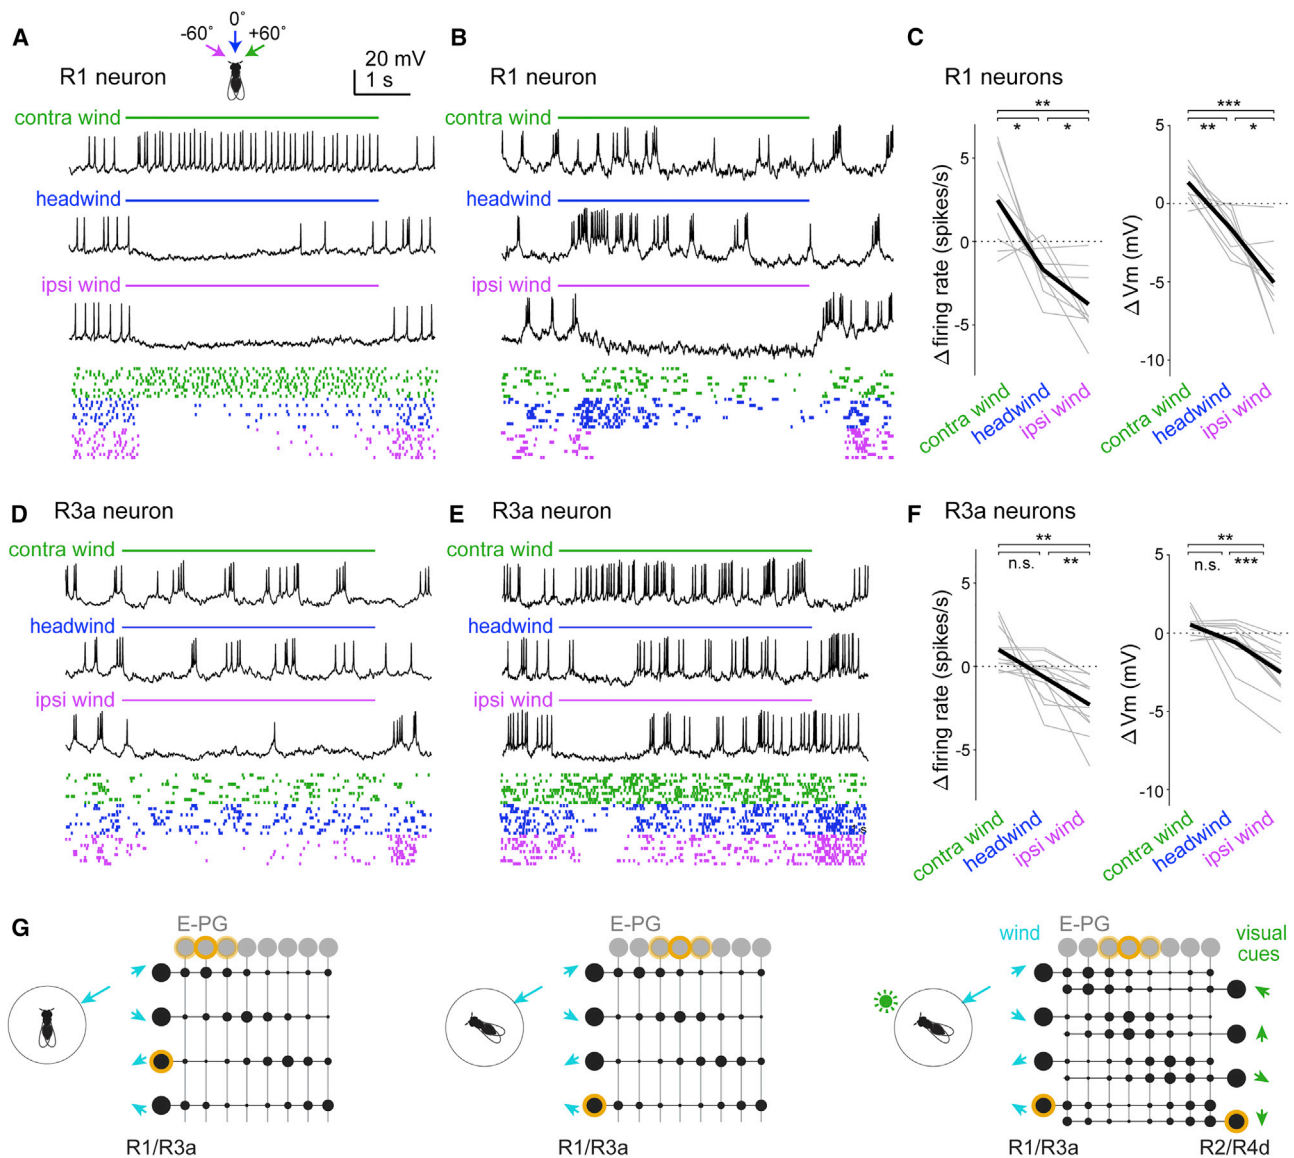 A
-60°
0°
+60°
20 mV
1 s
R1 neuron
contra wind
headwind
ipsi wind
B
R1 neuron
contra wind
headwind
ipsi wind
C
R1 neurons
**
*
*
5
0
-5
Δ firing rate (spikes/s)
contra wind
headwind
ipsi wind
***
**
*
5
0
-5
-10
Δ Vm (mV)
contra wind
headwind
ipsi wind
D
R3a neuron
contra wind
headwind
ipsi wind
E
R3a neuron
contra wind
headwind
ipsi wind
s
F
R3a neurons
**
n.s.
**
5
0
-5
Δ firing rate (spikes/s)
contra wind
headwind
ipsi wind
**
n.s.
***
5
0
-5
-10
Δ Vm (mV)
contra wind
headwind
ipsi wind
G
E-PG
R1/R3a
E-PG
R1/R3a
wind
E-PG
visual
cues
R1/R3a
R2/R4d